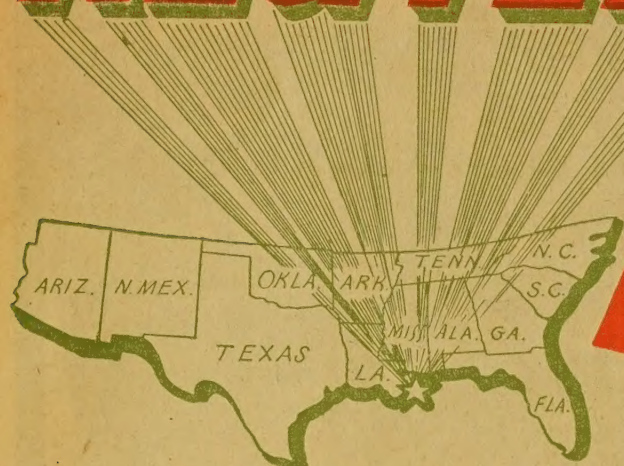 TENN.
N.C.
ARIZ.
N.MEX.
OKLA.
ARK.
S.C.
TEXAS
MISS.
ALA.
GA.
LA.
FLA.